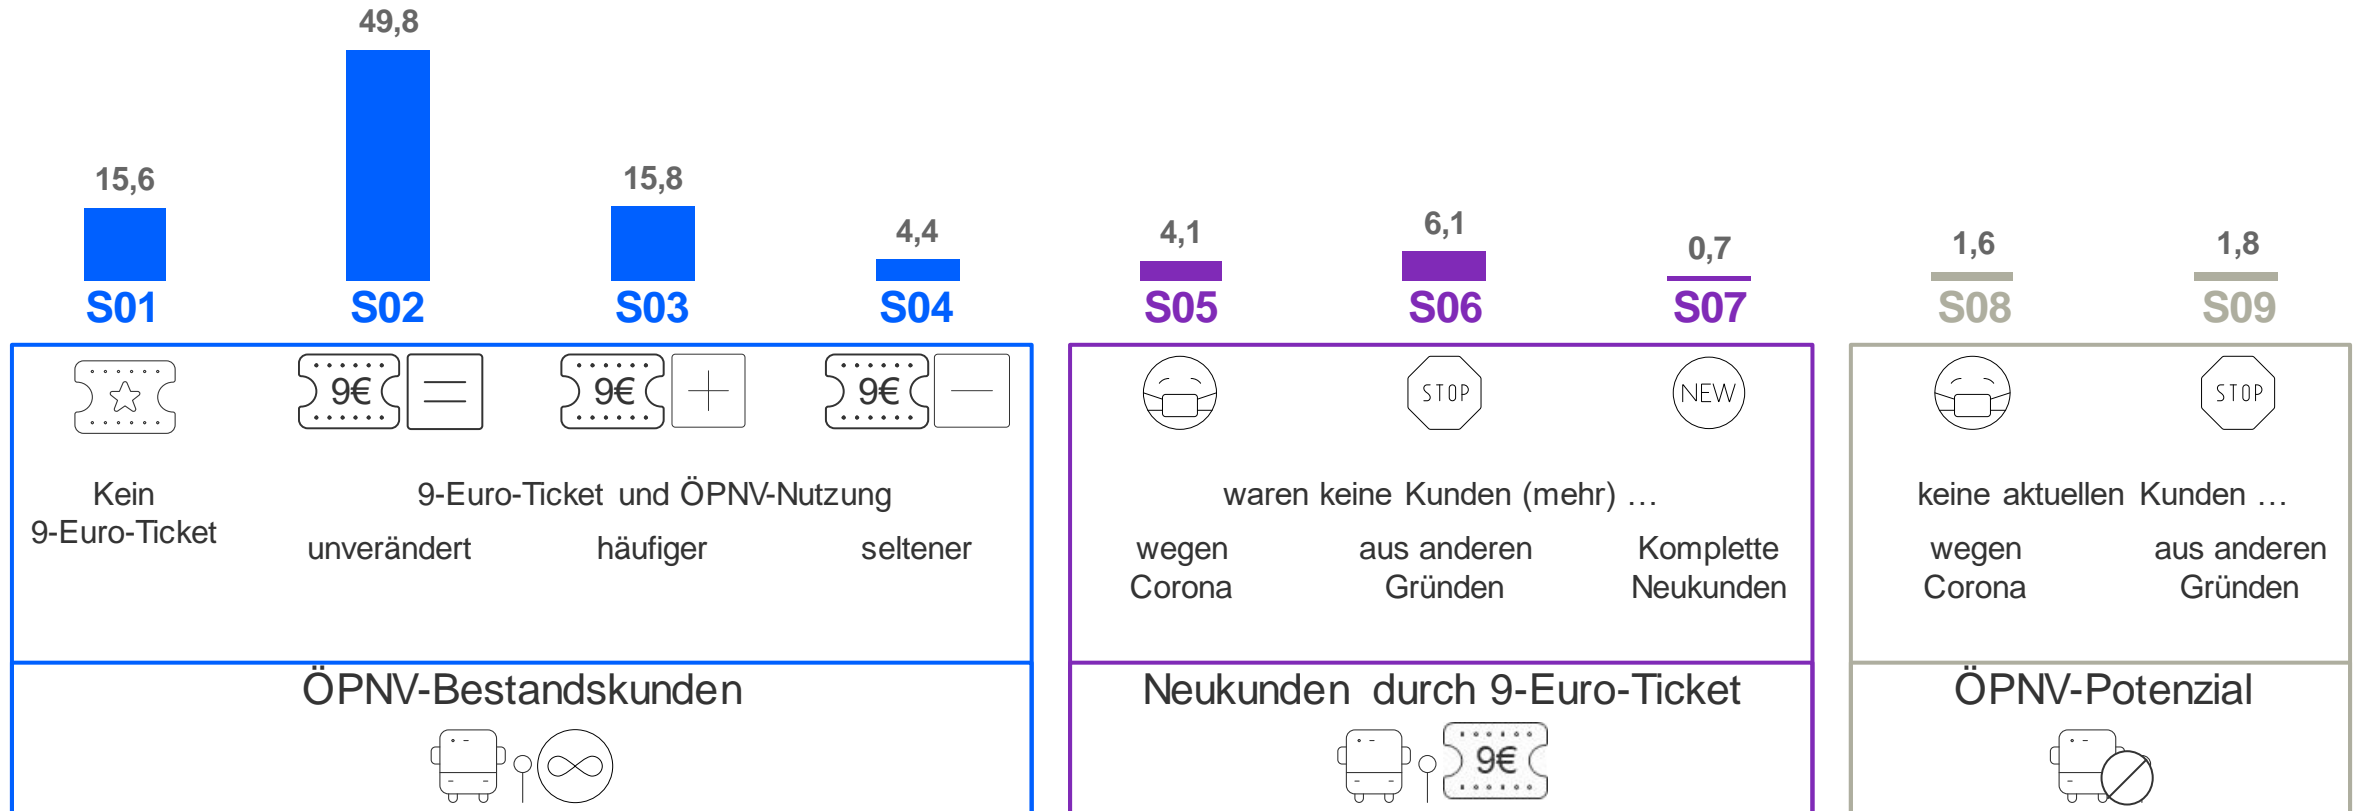 49,8
15,6
15,8
4,4
4,1
6,1
0,7
1,6
1,8
S01
S02
S03
S04
S05
S06
S07
S08
S09
9€
9€
9€
STOP
NEW
STOP
Kein
9-Euro-Ticket
9-Euro-Ticket und ÖPNV-Nutzung
unverändert
häufiger
seltener
waren keine Kunden (mehr) …
wegen
Corona
aus anderen
Gründen
Komplette
Neukunden
keine aktuellen Kunden …
wegen
Corona
aus anderen
Gründen
ÖPNV-Bestandskunden
Neukunden durch 9-Euro-Ticket
9€
ÖPNV-Potenzial